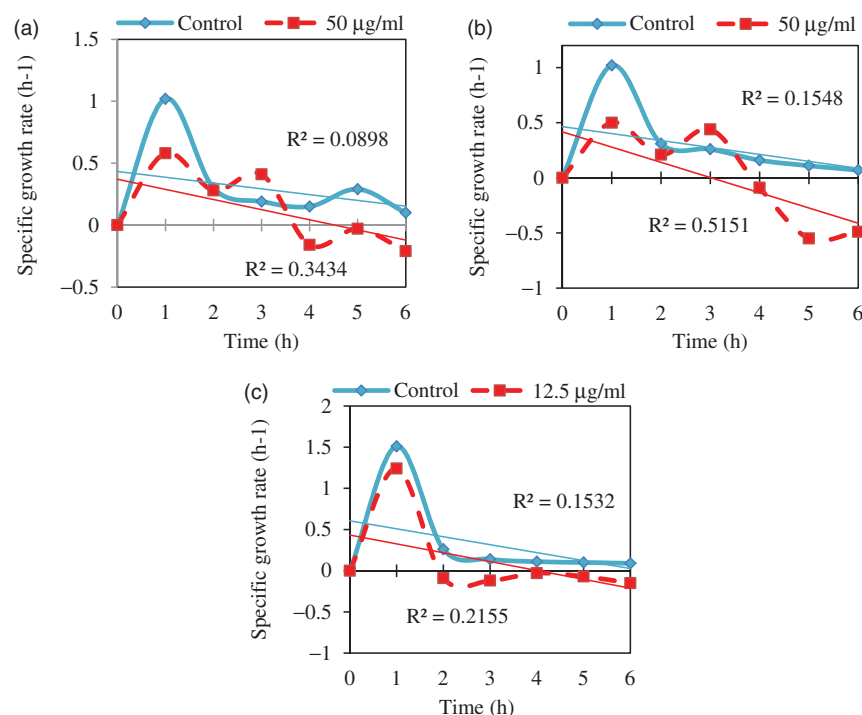 (a)
Control
50 μg/ml
1.5
1
0.5
0
−0.5
Specific growth rate (h-1)
R² = 0.0898
R² = 0.3434
0 1 2 3 4 5 6
Time (h)
(b)
Control
50 μg/ml
1
0.5
0
−0.5
−1
Specific growth rate (h-1)
R² = 0.1548
R² = 0.5151
0 1 2 3 4 5 6
Time (h)
(c)
Control
12.5 μg/ml
2
1.5
1
0.5
0
−0.5
−1
Specific growth rate (h-1)
R² = 0.1532
R² = 0.2155
0 1 2 3 4 5 6
Time (h)